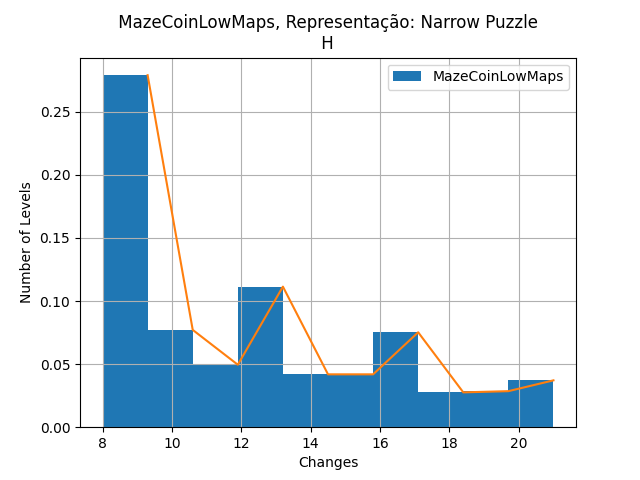 MazeCoinLowMaps, Representação: Narrow Puzzle
H
MazeCoinLowMaps
Number of Levels
0.25
0.20
0.15
0.10
0.05
0.00
8 10 12 14 16 18 20
Changes